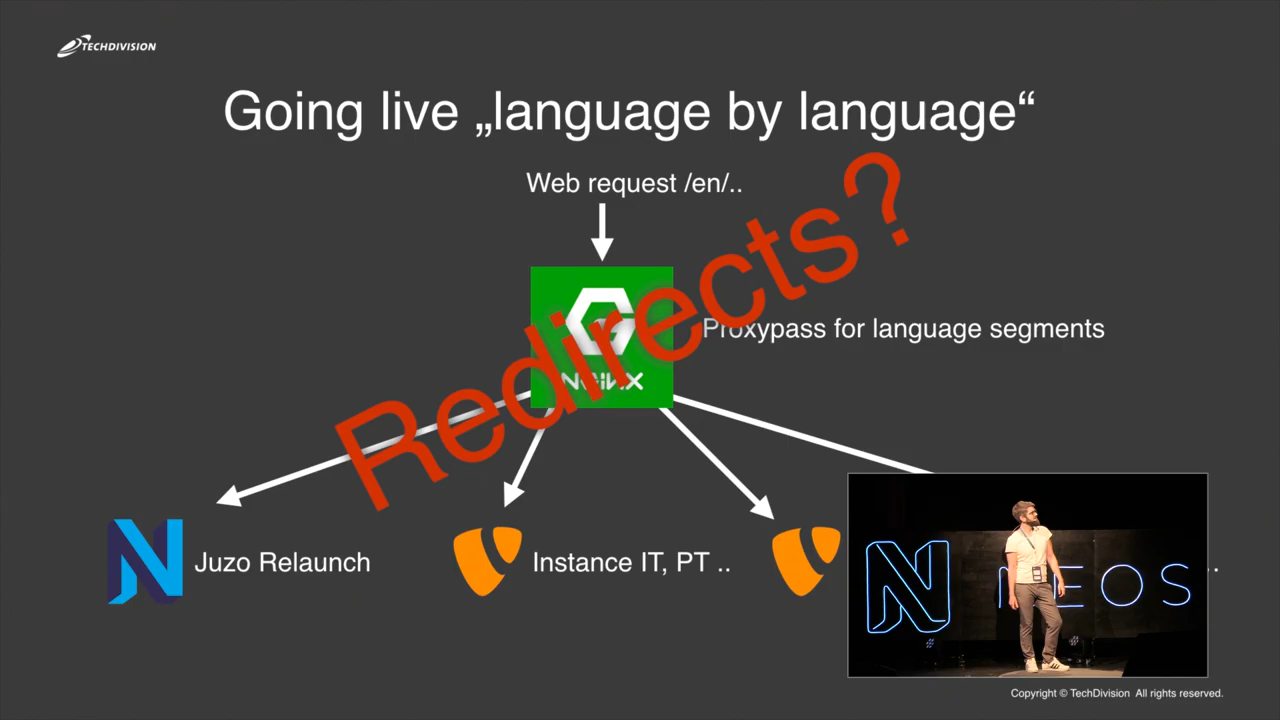 TECHDIVISION
Going live „language by language“
Web request /en/..
Redirects?
NGiNX
Proxypass for language segments
Juzo Relaunch
Instance IT, PT ..
NEOS
..
Copyright © TechDivision All rights reserved.